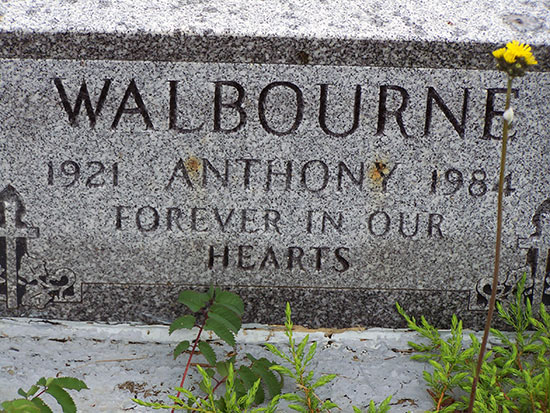 WALBOURNE
1921 ANTHONY 1984
FOREVER IN OUR
HEARTS